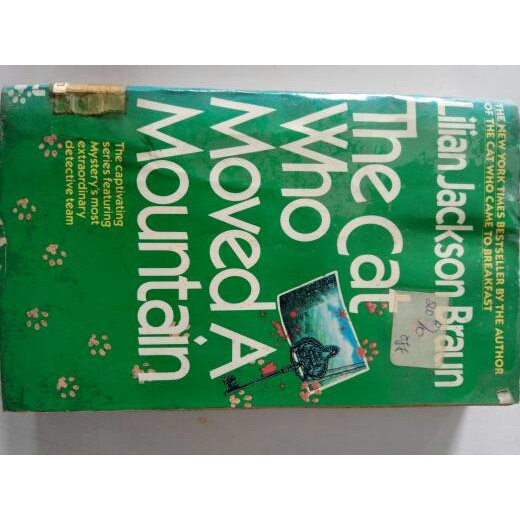 THE NEW YORK TIMES BESTSELLER BY THE AUTHOR
OF THE CAT WHO CAME TO BREAKFAST
Lilian Jackson Braun
The Cat
Who
Moved A
Mountain
The captivating
series featuring
Mystery's most
extraordinary
detective team